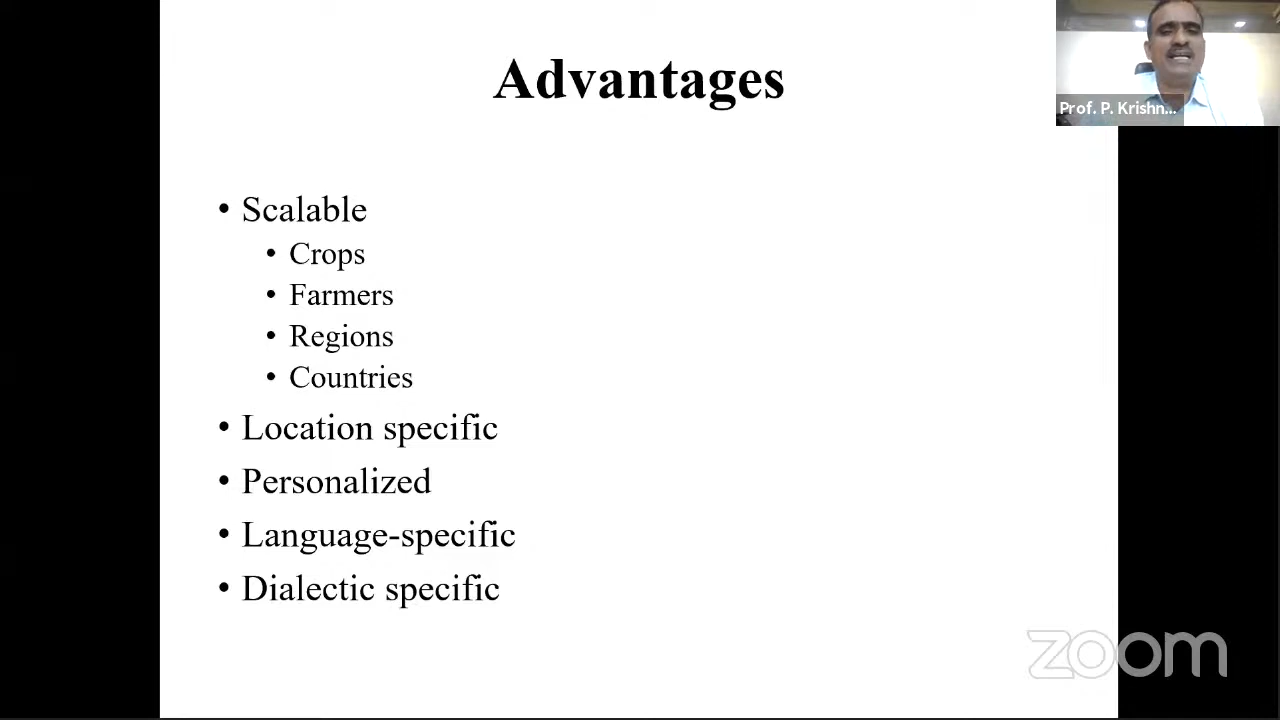 Advantages
Prof. P. Krishn...
• Scalable
• Crops
• Farmers
• Regions
• Countries
• Location specific
• Personalized
• Language-specific
• Dialectic specific
zoom